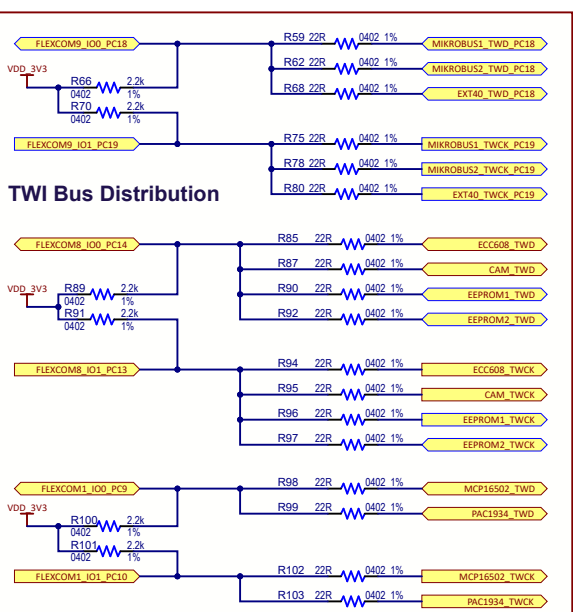 FLEXCOM9_IO0_PC18 R59 22R 0402 1% MIKROBUS1_TWD_PC18
VDD_3V3 R62 22R 0402 1% MIKROBUS2_TWD_PC18
R66 2.2k
0402 1%
R68 22R 0402 1% EXT40_TWD_PC18
R70 2.2k
0402 1%
FLEXCOM9_IO1_PC19 R75 22R 0402 1% MIKROBUS1_TWCK_PC19
R78 22R 0402 1% MIKROBUS2_TWCK_PC19
TWI Bus Distribution
R80 22R 0402 1% EXT40_TWCK_PC19
FLEXCOM8_IO0_PC14 R85 22R 0402 1% ECC608_TWD
R87 22R 0402 1% CAM_TWD
VDD_3V3 R89 2.2k
0402 1%
R90 22R 0402 1% EEPROM1_TWD
R91 2.2k
0402 1%
R92 22R 0402 1% EEPROM2_TWD
FLEXCOM8_IO1_PC13 R94 22R 0402 1% ECC608_TWCK
R95 22R 0402 1% CAM_TWCK
R96 22R 0402 1% EEPROM1_TWCK
R97 22R 0402 1% EEPROM2_TWCK
FLEXCOM1_IO0_PC9 R98 22R 0402 1% MCP16502_TWD
VDD_3V3 R99 22R 0402 1% PAC1934_TWD
R100 2.2k
0402 1%
R101 2.2k
0402 1%
FLEXCOM1_IO1_PC10 R102 22R 0402 1% MCP16502_TWCK
R103 22R 0402 1% PAC1934_TWCK